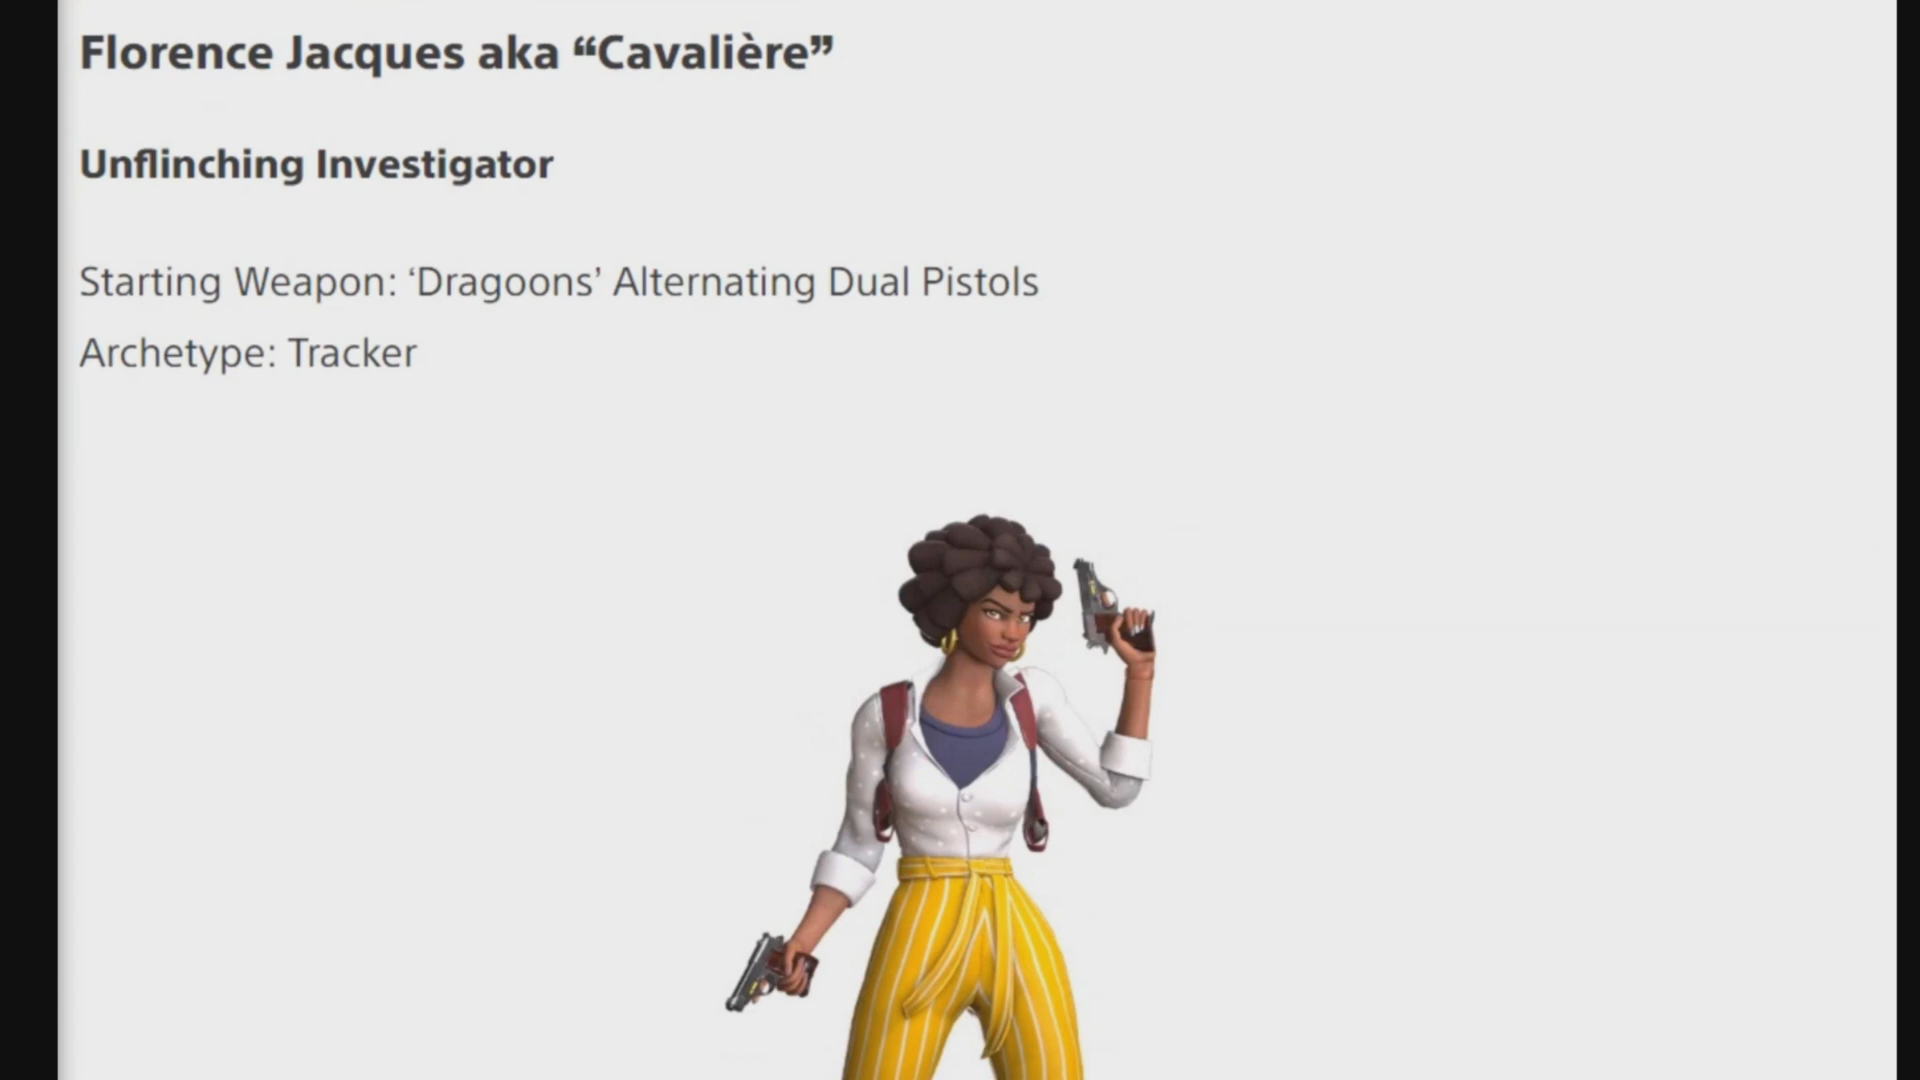 Florence Jacques aka “Cavalière”
Unflinching Investigator
Starting Weapon: ‘Dragoons’ Alternating Dual Pistols
Archetype: Tracker